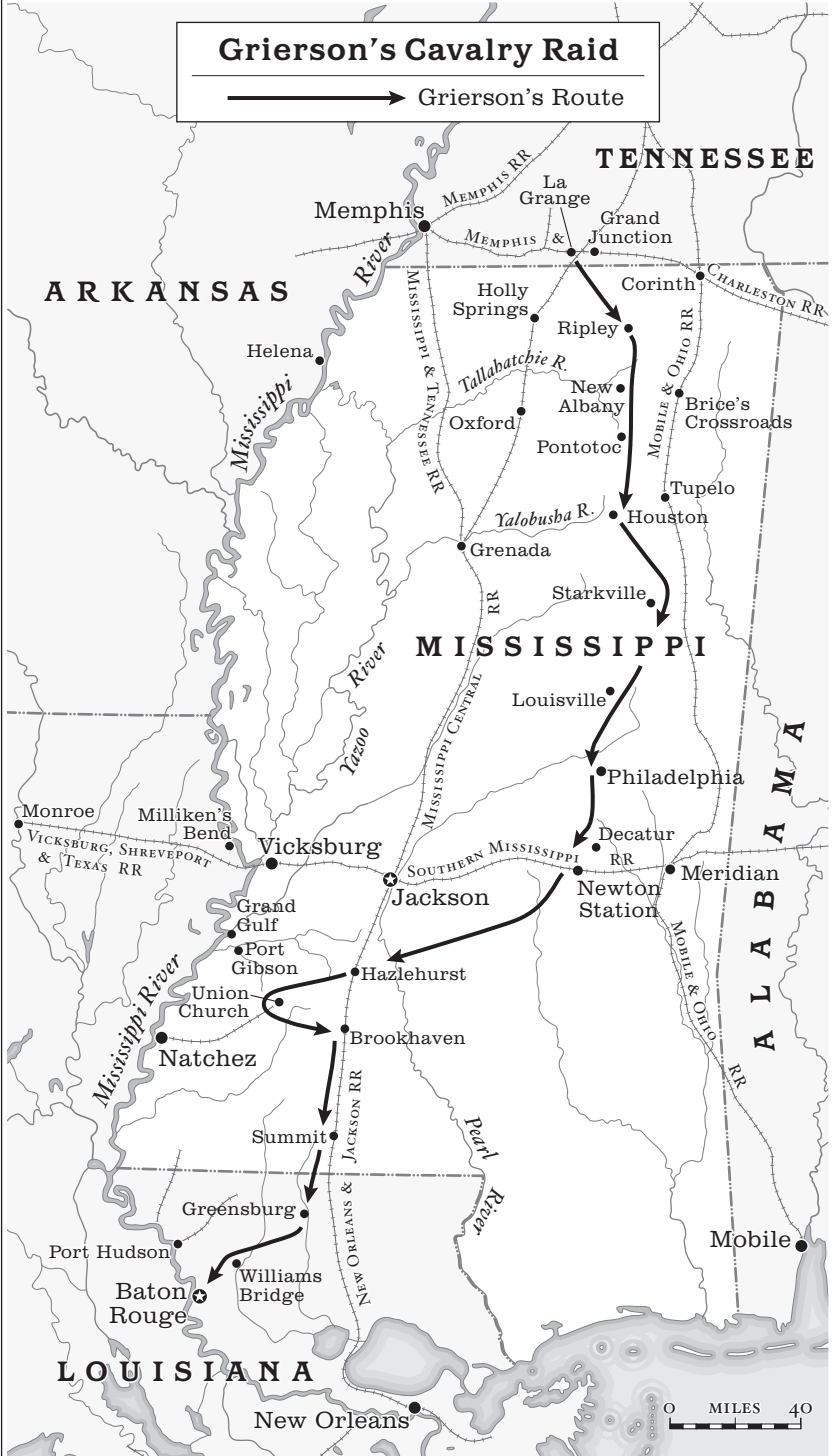 Grierson's Cavalry Raid
Grierson's Route
TENNESSEE
MEMPHIS RR
La
Grange
Memphis
Grand
Junction
MEMPHIS &
River
ARKANSAS
Corinth
CHARLESTON RR
Holly
Springs
Ripley
MISSISSIPPI & TENNESSEE RR
MOBILE & OHIO RR
Helena
Tallahatchie R.
New
Albany
Mississippi
Brice's
Crossroads
Oxford
Pontotoc
Tupelo
Yalobusha R.
Houston
Grenada
Starkville
RR
MISSISSIPPI
River
Louisville
Yazoo
MISSISSIPPI CENTRAL
Philadelphia
ALABAMA
Monroe
Milliken's
Bend
VICKSBURG, SHREVEPORT
& TEXAS RR
Vicksburg
Decatur
SOUTHERN MISSISSIPPI
RR
Jackson
Newton
Station
Meridian
Grand
Gulf
Port
Gibson
MOBILE & OHIO
RR
Mississippi River
Hazlehurst
Union
Church
Brookhaven
Natchez
JACKSON RR
Summit
Pearl
River
NEW ORLEANS &
Greensburg
Port Hudson
Mobile
Williams
Bridge
Baton
Rouge
LOUISIANA
New Orleans
0 MILES 40